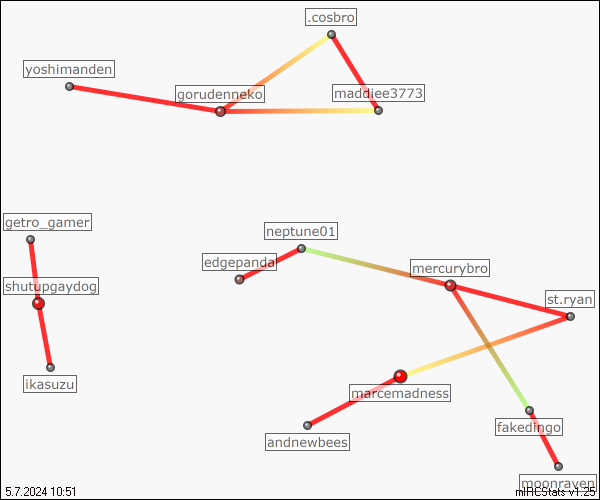 .cosbro
yoshimanden
gorudenneko
maddiee3773
getro_gamer
neptune01
edgepanda
mercurybro
shutupgaydog
st.ryan
ikasuzu
marcemadness
fakedingo
andnewbees
moonraven
5.7.2024 10:51
mIRCStats v1.25